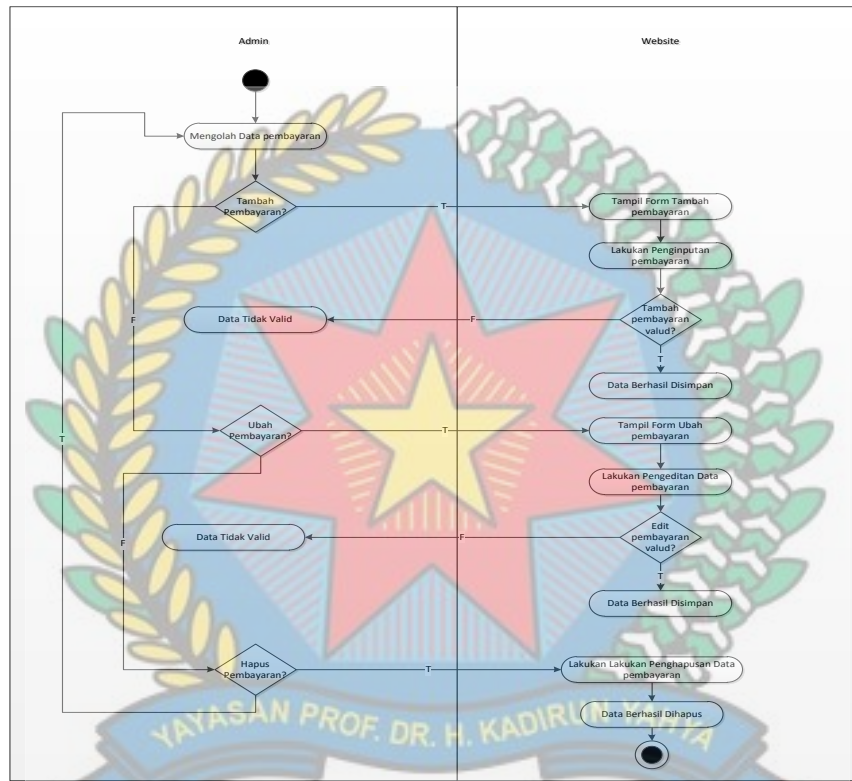 Admin
Website
Mengolah Data pembayaran
Tambah
Pembayaran?
T
Tampil Form Tambah
pembayaran
Lakukan Penginputan
pembayaran
F
Data Tidak Valid
F
Tambah
pembayaran
valud?
T
Data Berhasil Disimpan
Ubah
Pembayaran?
T
Tampil Form Ubah
pembayaran
T
Lakukan Pengeditan Data
pembayaran
F
Data Tidak Valid
F
Edit
pembayaran
valud?
T
Data Berhasil Disimpan
Hapus
Pembayaran?
T
Lakukan Lakukan Penghapusan Data
pembayaran
Data Berhasil Dihapus
YAYASAN PROF. DR. H. KADIRUN YAHYA